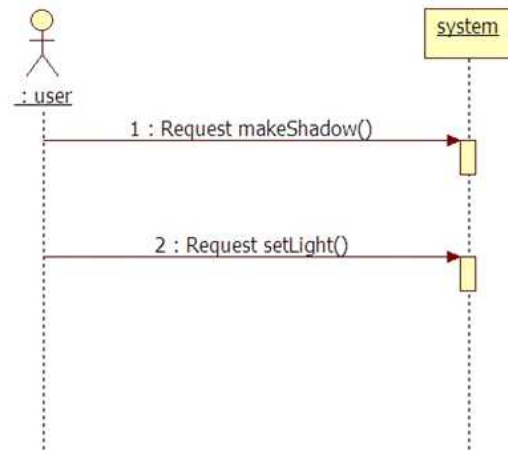 system
: user
1 : Request makeShadow()
2 : Request setLight()